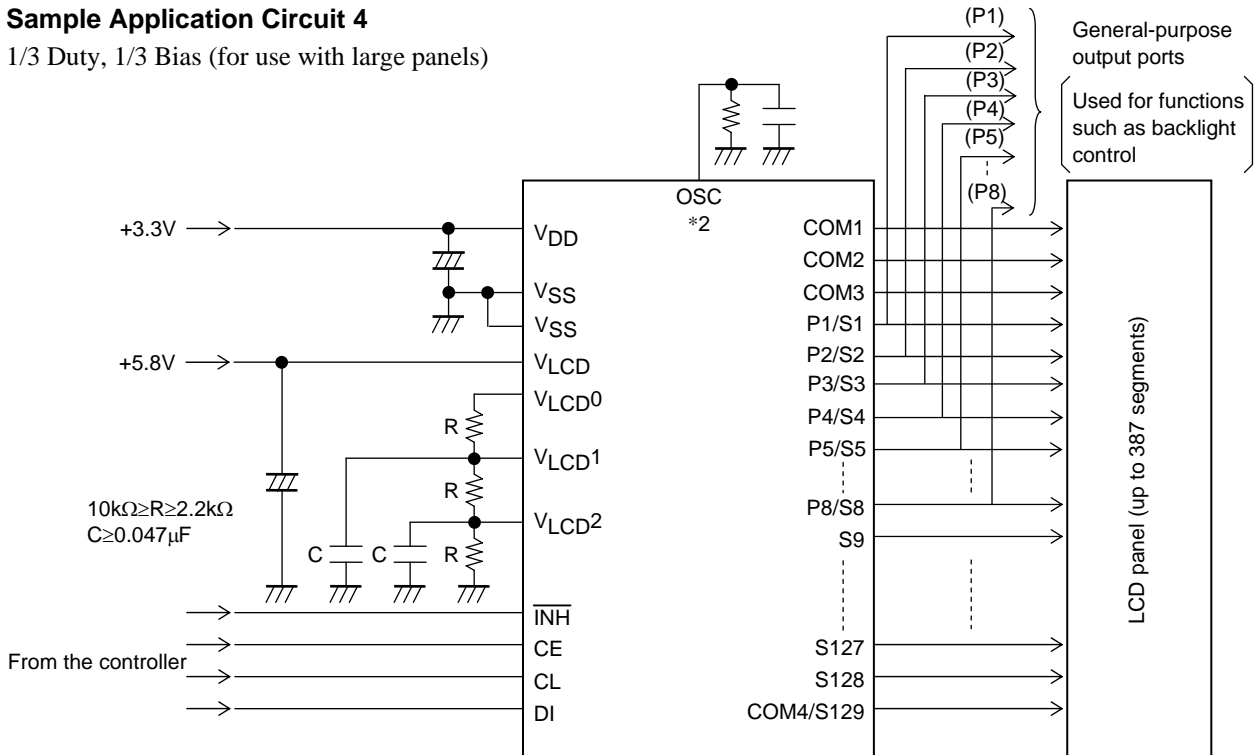 Sample Application Circuit 4
1/3 Duty, 1/3 Bias (for use with large panels)
(P1)
(P2)
(P3)
(P4)
(P5)
(P8)
General-purpose
output ports
Used for functions
such as backlight
control
OSC
*2
+3.3V
VDD
VSS
VSS
+5.8V
VLCD
VLCD0
R
VLCD1
R
VLCD2
R
C
C
10kΩ≥R≥2.2kΩ
C≥0.047μF
From the controller
INH
CE
CL
DI
COM1
COM2
COM3
P1/S1
P2/S2
P3/S3
P4/S4
P5/S5
P8/S8
S9
S127
S128
COM4/S129
LCD panel (up to 387 segments)